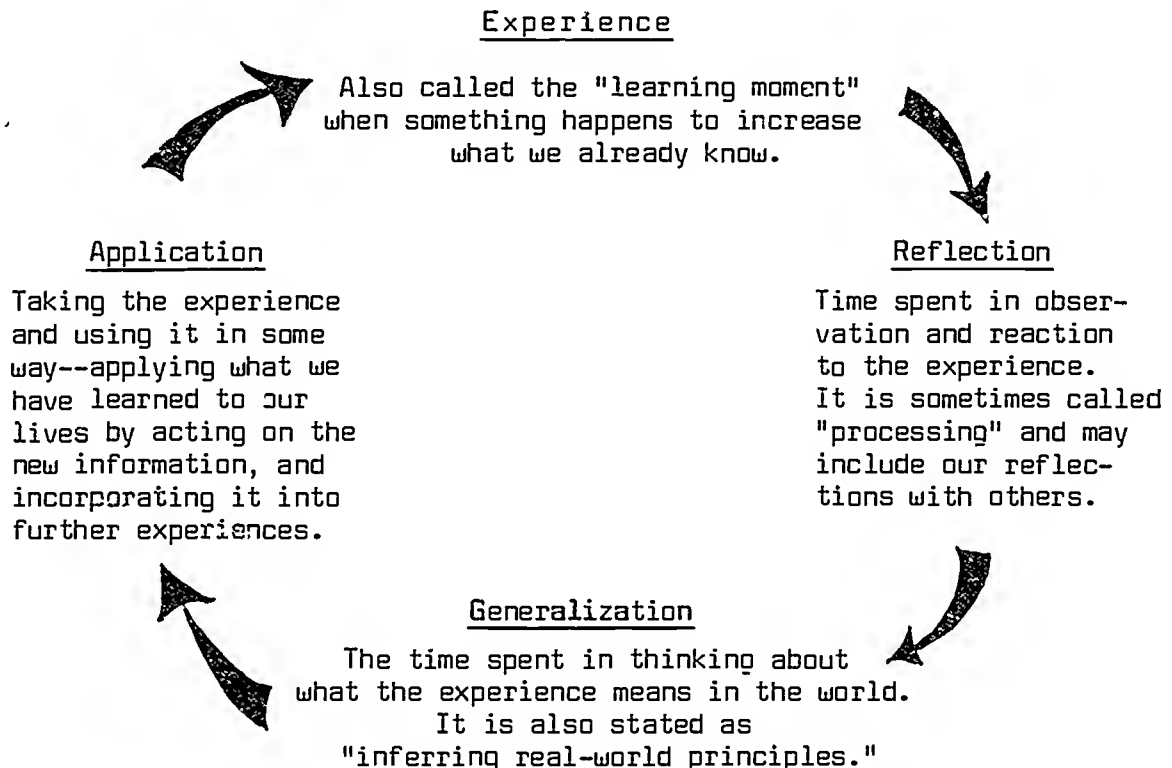 Experience
Also called the "learning moment"
when something happens to increase
what we already know.
Reflection
Time spent in obser-
vation and reaction
to the experience.
It is sometimes called
"processing" and may
include our reflec-
tions with others.
Generalization
The time spent in thinking about
what the experience means in the world.
It is also stated as
"inferring real-world principles."
Application
Taking the experience
and using it in some
way--applying what we
have learned to our
lives by acting on the
new information, and
incorporating it into
further experiences.